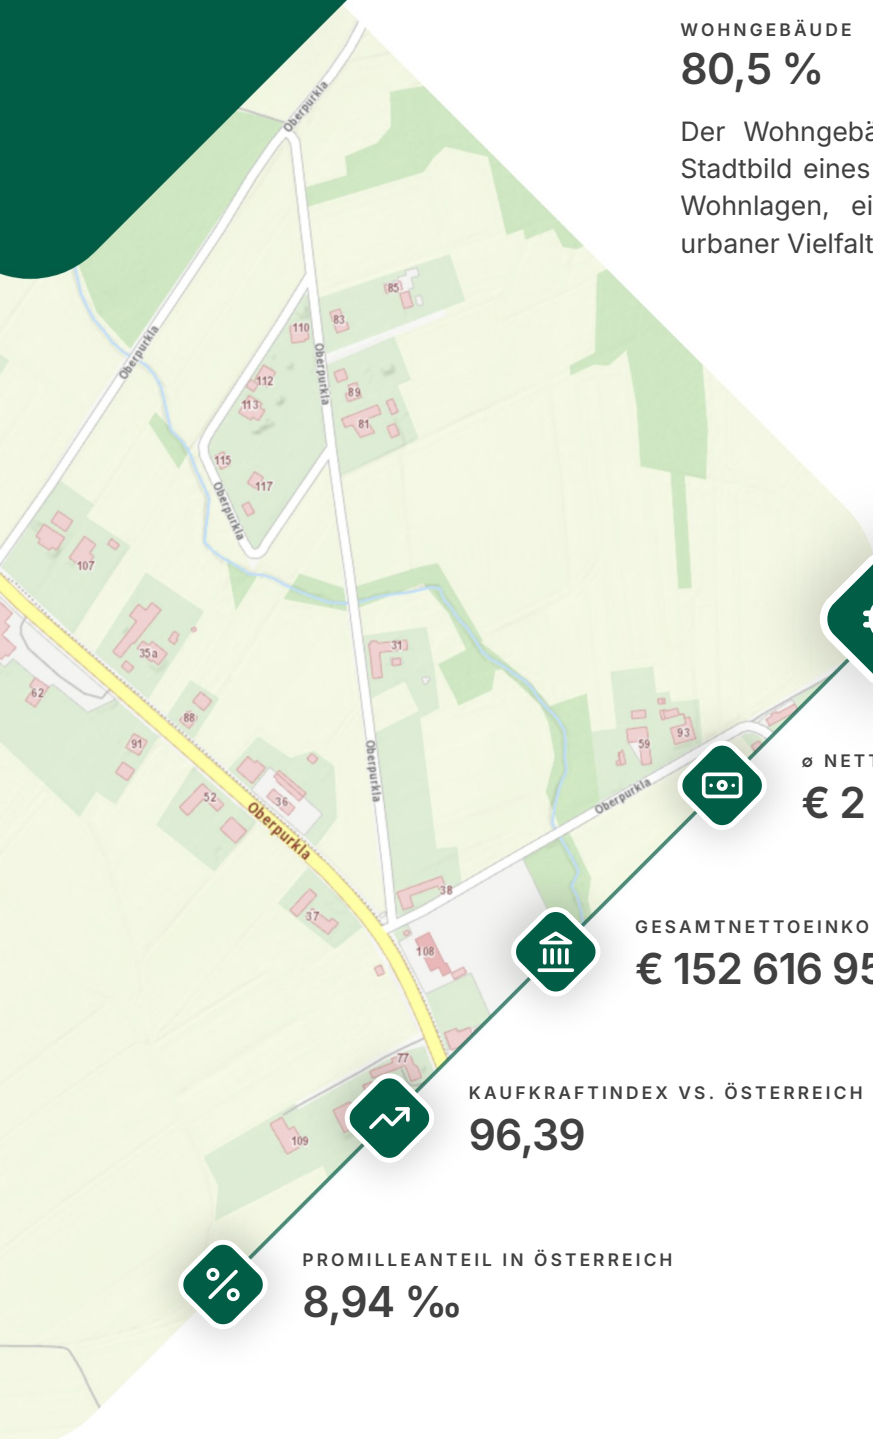 WOHNGEBÄUDE
80,5 %
Der Wohngebä
Stadtbild eines
Wohnlagen, ei
urbaner Vielfalt
Oberpurkla
85
110
83
Oberpurkla
Oberpurkla
112
89
113
81
115
117
Oberpurkla
107
31
35a
62
88
91
59
93
Oberpurkla
ø NETT
€ 2
52
36
Oberpurkla
Oberpurkla
38
37
GESAMTNETTOEINKO
108
€ 152 616 95
77
KAUFKRAFTINDEX VS. ÖSTERREICH
96,39
109
PROMILLEANTEIL IN ÖSTERREICH
8,94 ‰